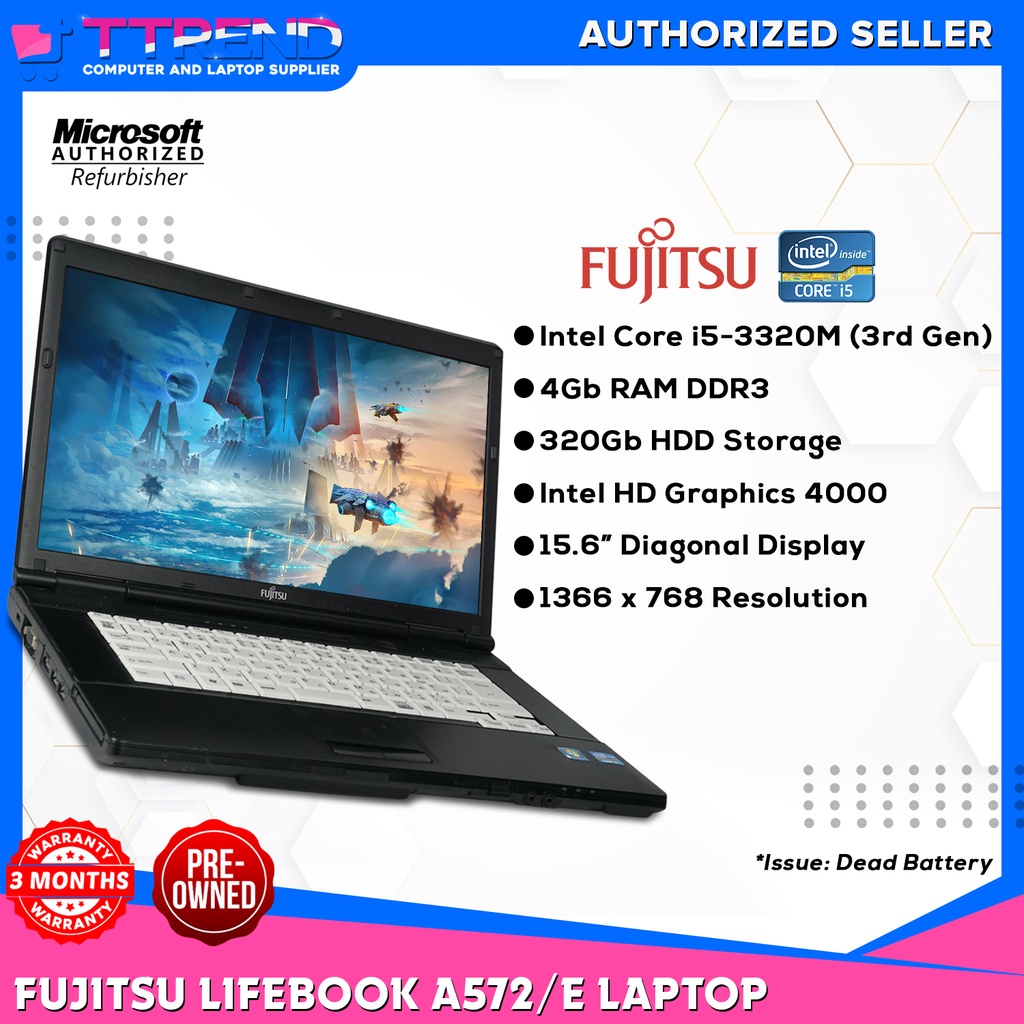 TTREND
COMPUTER AND LAPTOP SUPPLIER
AUTHORIZED SELLER
Microsoft
AUTHORIZED
Refurbisher
FUJITSU
intel inside™
CORE™ i5
Intel Core i5-3320M (3rd Gen)
4Gb RAM DDR3
320Gb HDD Storage
Intel HD Graphics 4000
15.6” Diagonal Display
1366 x 768 Resolution
FUJITSU
*Issue: Dead Battery
WARRANTY
3 MONTHS
WARRANTY
PRE-
OWNED
FUJITSU LIFEBOOK A572/E LAPTOP